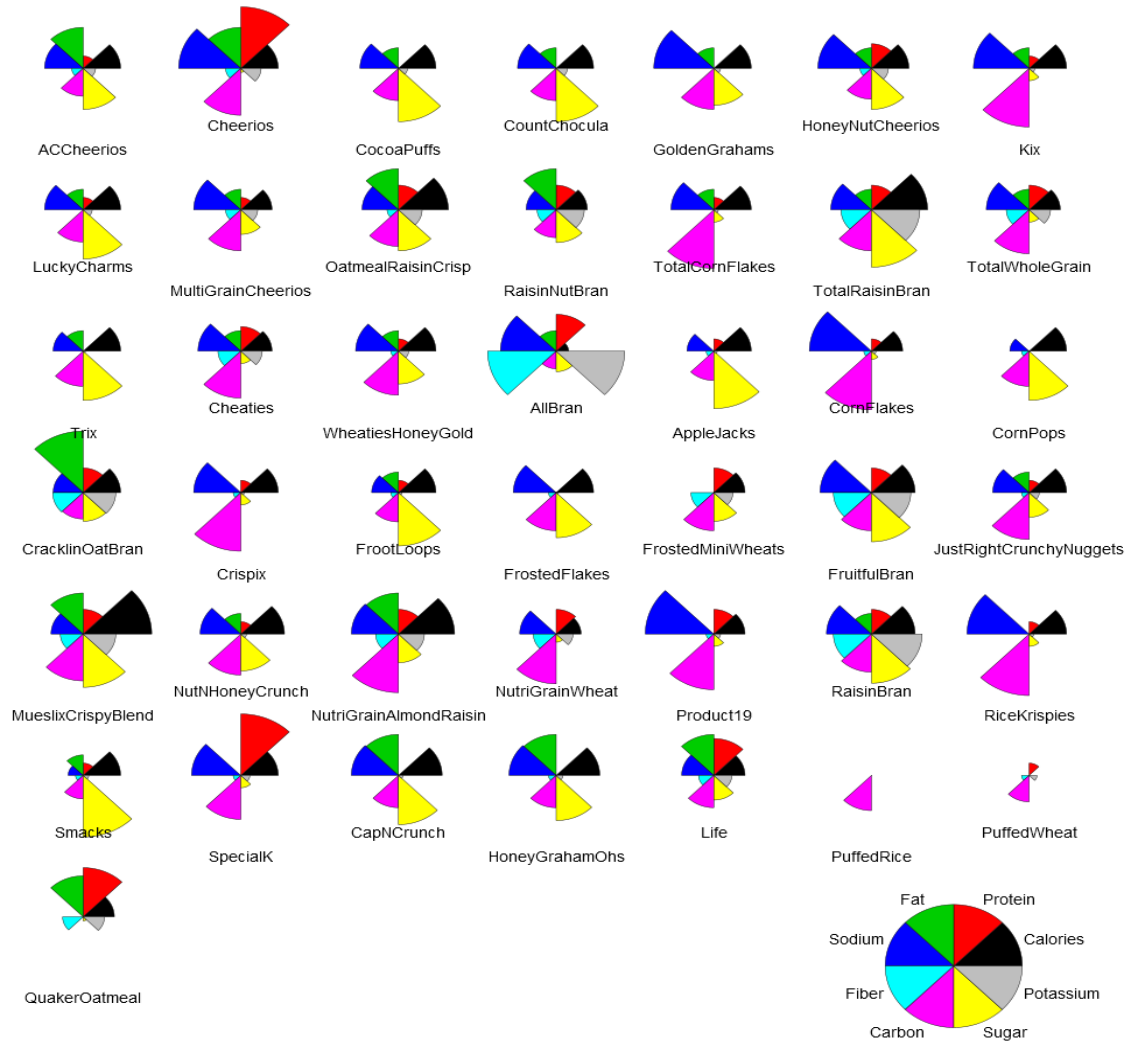 ACCheerios
Cheerios
CocoaPuffs
CountChocula
GoldenGrahams
HoneyNutCheerios
Kix
LuckyCharms
MultiGrainCheerios
OatmealRaisinCrisp
RaisinNutBran
TotalCornFlakes
TotalRaisinBran
TotalWholeGrain
Trix
Cheaties
WheatiesHoneyGold
AllBran
AppleJacks
CornFlakes
CornPops
CracklinOatBran
Crispix
FrootLoops
FrostedFlakes
FrostedMiniWheats
FruitfulBran
JustRightCrunchyNuggets
MueslixCrispyBlend
NutNHoneyCrunch
NutriGrainAlmondRaisin
NutriGrainWheat
Product19
RaisinBran
RiceKrispies
Smacks
SpecialK
CapNCrunch
HoneyGrahamOhs
Life
PuffedRice
PuffedWheat
QuakerOatmeal
Fat
Protein
Sodium
Calories
Fiber
Potassium
Carbon
Sugar